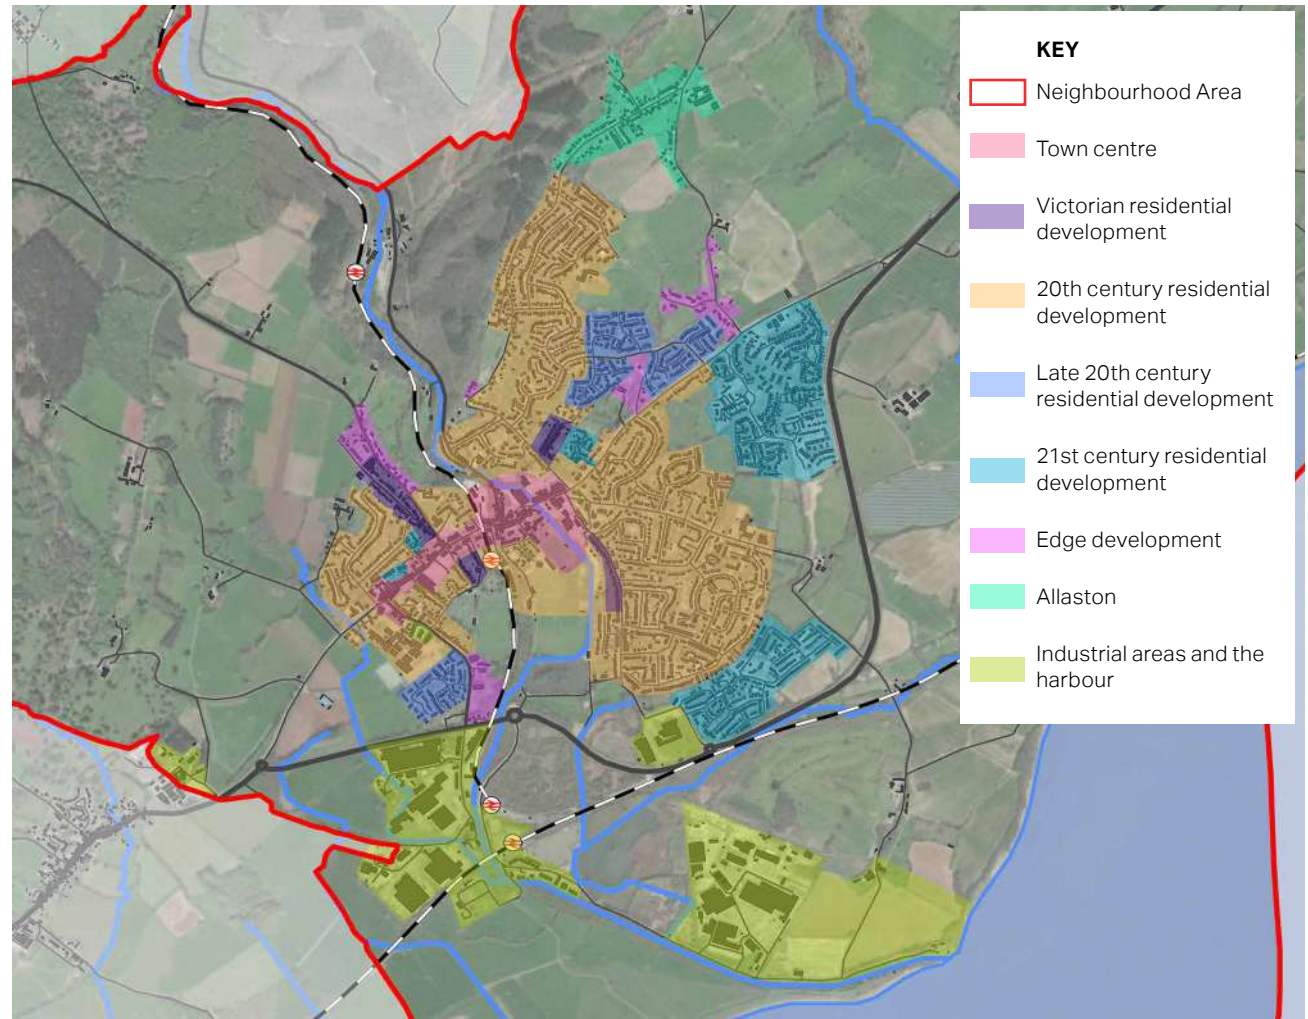 KEY
Neighbourhood Area
Town centre
Victorian residential
development
20th century residential
development
Late 20th century
residential development
21st century residential
development
Edge development
Allaston
Industrial areas and the
harbour